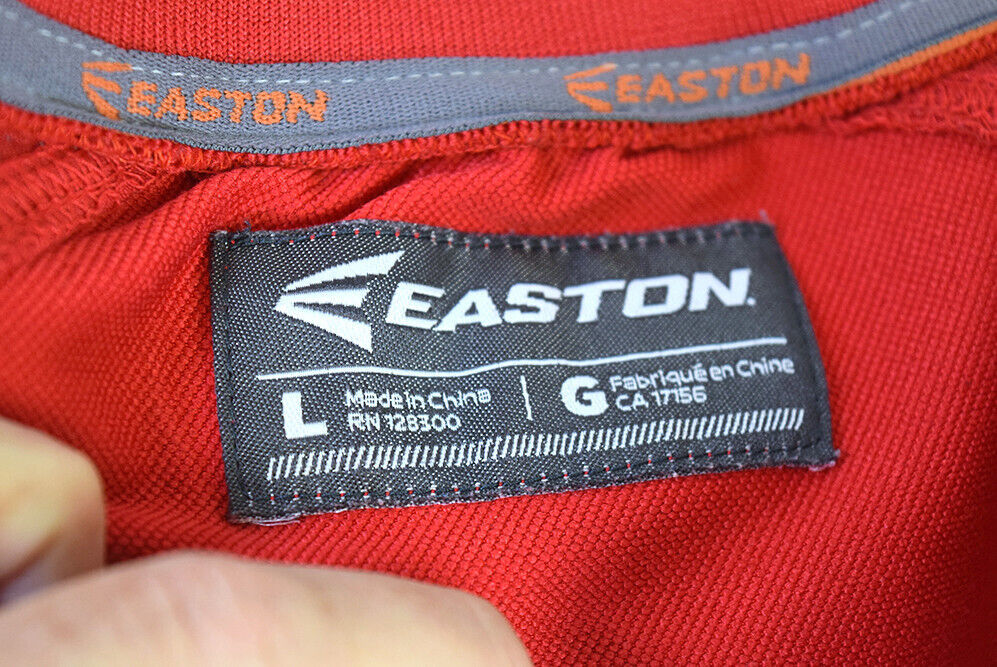 EASTON EASTON
EASTON.
L Made in China G Fabriqué en Chine
RN 128300 CA 17156